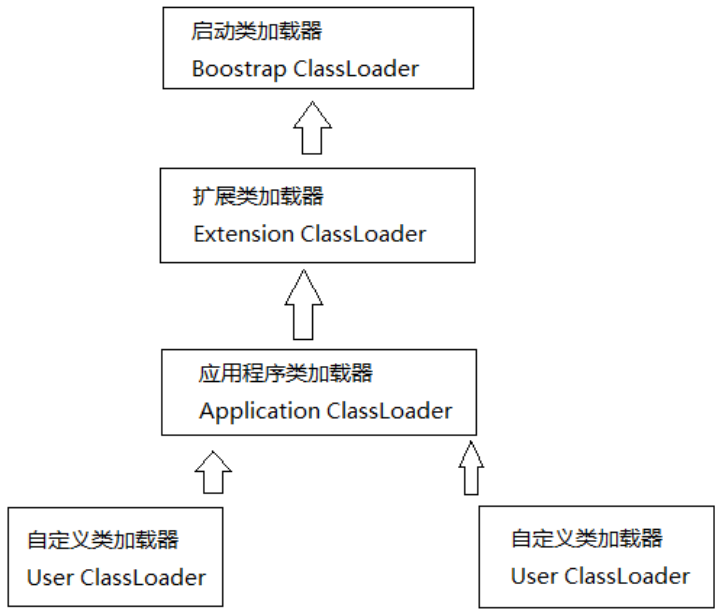 启动类加载器
Boostrap ClassLoader
扩展类加载器
Extension ClassLoader
应用程序类加载器
Application ClassLoader
自定义类加载器
User ClassLoader
自定义类加载器
User ClassLoader